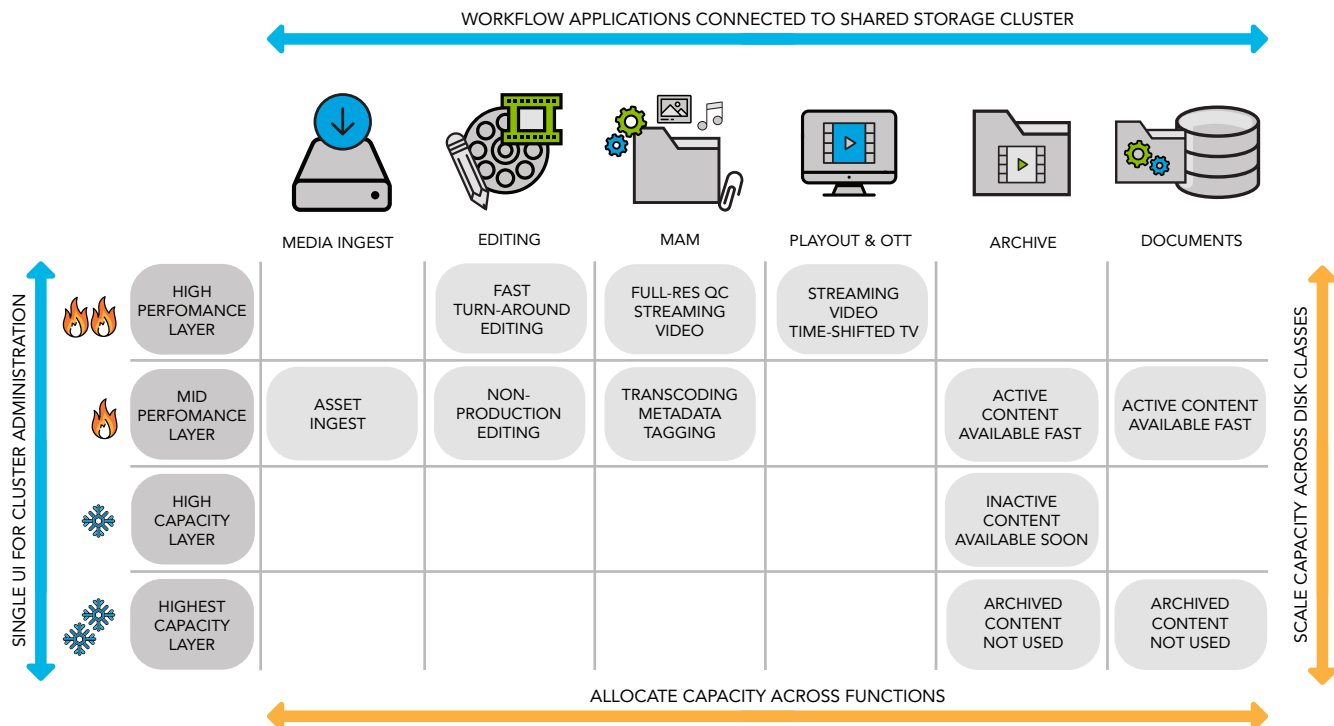 WORKFLOW APPLICATIONS CONNECTED TO SHARED STORAGE CLUSTER
MEDIA INGEST
EDITING
MAM
PLAYOUT & OTT
ARCHIVE
DOCUMENTS
SINGLE UI FOR CLUSTER ADMINISTRATION
HIGH
PERFOMANCE
LAYER
FAST
TURN-AROUND
EDITING
FULL-RES QC
STREAMING
VIDEO
STREAMING
VIDEO
TIME-SHIFTED TV
MID
PERFOMANCE
LAYER
ASSET
INGEST
NON-
PRODUCTION
EDITING
TRANSCODING
METADATA
TAGGING
ACTIVE
CONTENT
AVAILABLE FAST
ACTIVE CONTENT
AVAILABLE FAST
HIGH
CAPACITY
LAYER
INACTIVE
CONTENT
AVAILABLE SOON
HIGHEST
CAPACITY
LAYER
ARCHIVED
CONTENT
NOT USED
ARCHIVED
CONTENT
NOT USED
SCALE CAPACITY ACROSS DISK CLASSES
ALLOCATE CAPACITY ACROSS FUNCTIONS